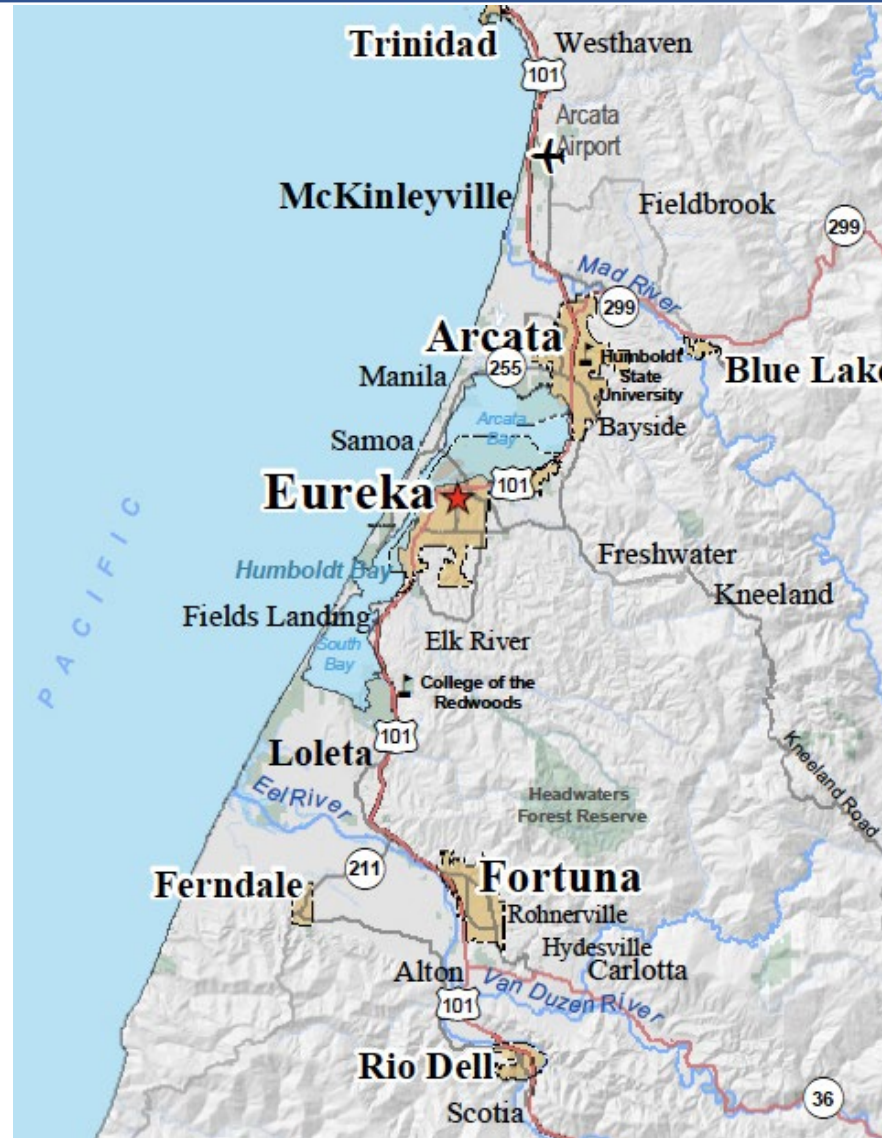 Trinidad
Westhaven
101
Arcata
Airport
McKinleyville
Fieldbrook
299
Mad River
299
Arcata
Humboldt
State
University
Blue Lake
255
Manila
Arcata
Bay
Bayside
Samoa
Eureka
101
PACIFIC
Freshwater
Humboldt Bay
Kneeland
Fields Landing
Elk River
South
Bay
College of the
Redwoods
101
Loleta
Kneeland Road
Eel River
Headwaters
Forest Reserve
211
Ferndale
Fortuna
Rohnerville
Hydesville
Alton
Carlotta
Van Duzen River
101
Rio Dell
36
Scotia